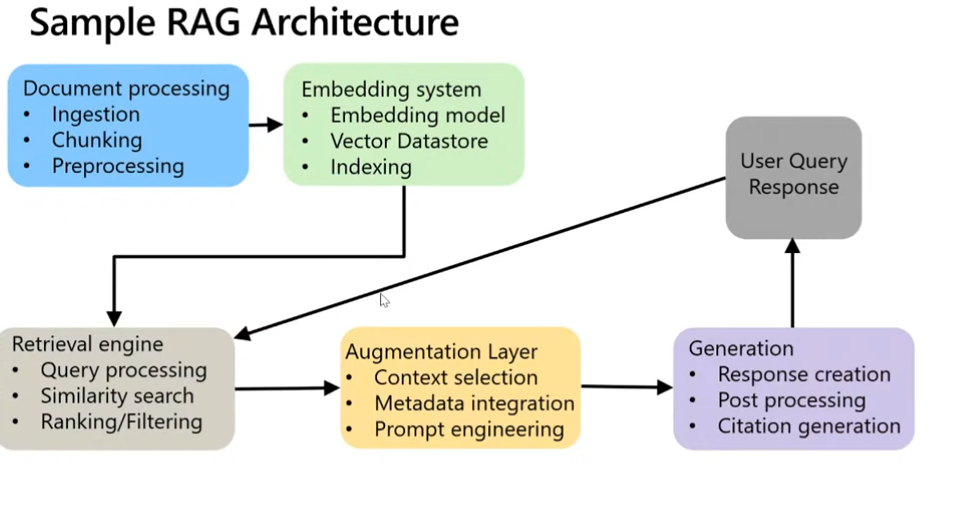 Sample RAG Architecture
Document processing
• Ingestion
• Chunking
• Preprocessing
Embedding system
• Embedding model
• Vector Datastore
• Indexing
User Query
Response
Retrieval engine
• Query processing
• Similarity search
• Ranking/Filtering
Augmentation Layer
• Context selection
• Metadata integration
• Prompt engineering
Generation
• Response creation
• Post processing
• Citation generation